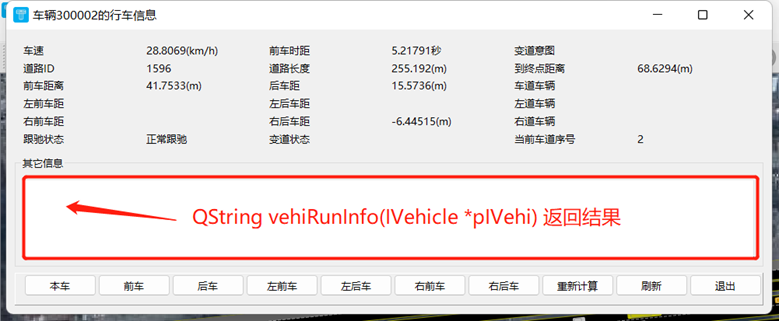 车辆300002的行车信息
车速 28.8069(km/h) 前车时距 5.21791秒 变道意图
道路ID 1596 道路长度 255.192(m) 到终点距离 68.6294(m)
前车距离 41.7533(m) 后车距 15.5736(m) 车道车辆
左前车距 左后车距 左道车辆
右前车距 右后车距 -6.44515(m) 右道车辆
跟驰状态 正常跟驰 变道状态 当前车道序号 2
其它信息
QString vehiRunInfo(IVehicle *pIVehi) 返回结果
本车 前车 后车 左前车 左后车 右前车 右后车 重新计算 刷新 退出